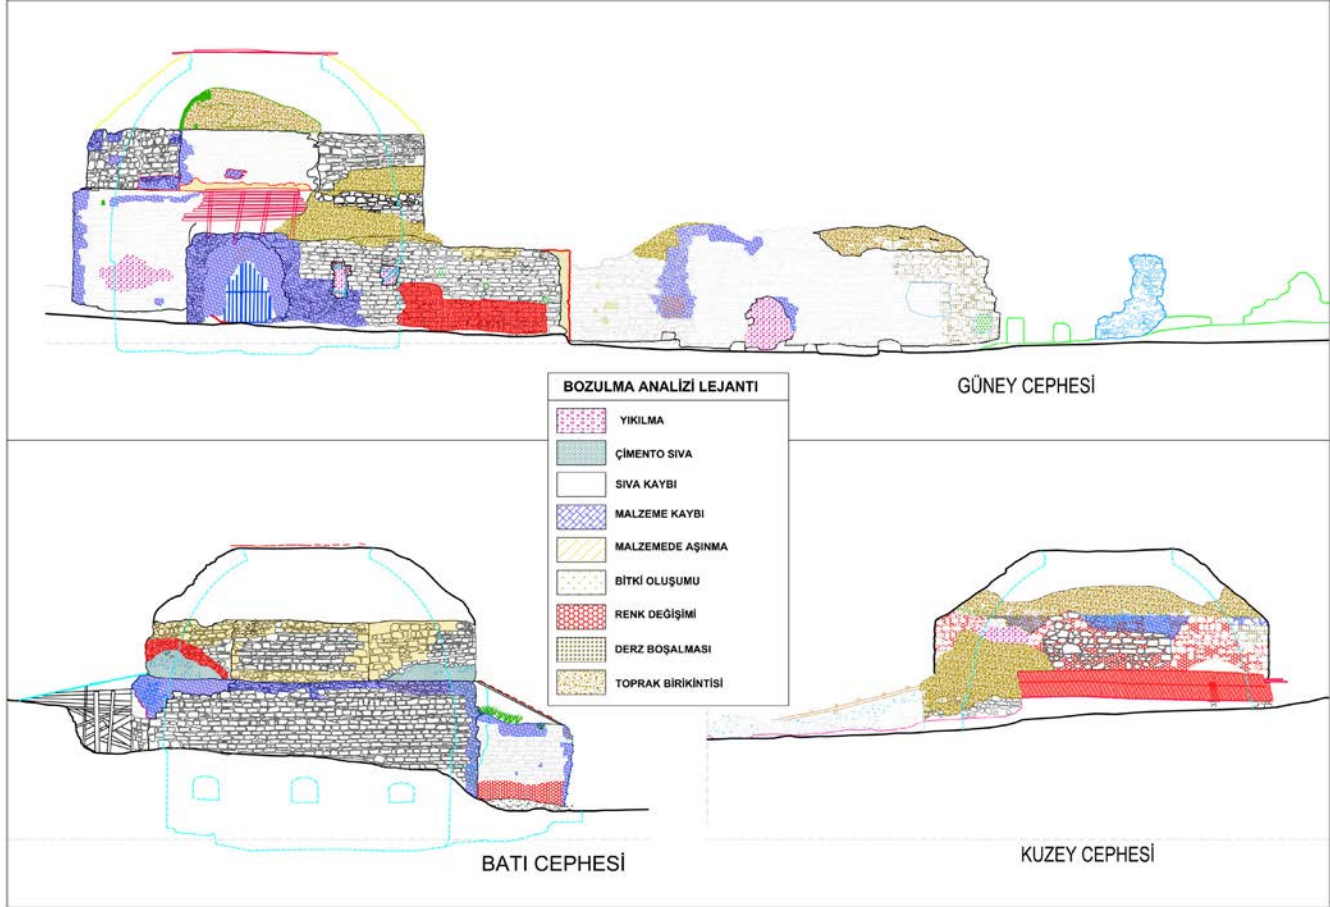 GÜNEY CEPHESİ
BOZULMA ANALİZİ LEJANTI
YIKILMA
ÇİMENTO SIVA
SIVA KAYBI
MALZEME KAYBI
MALZEMEDE AŞINMA
BİTKİ OLUŞUMU
RENK DEĞİŞİMİ
DERZ BOŞALMASI
TOPRAK BİRİKİNTİSİ
BATI CEPHESİ
KUZEY CEPHESİ